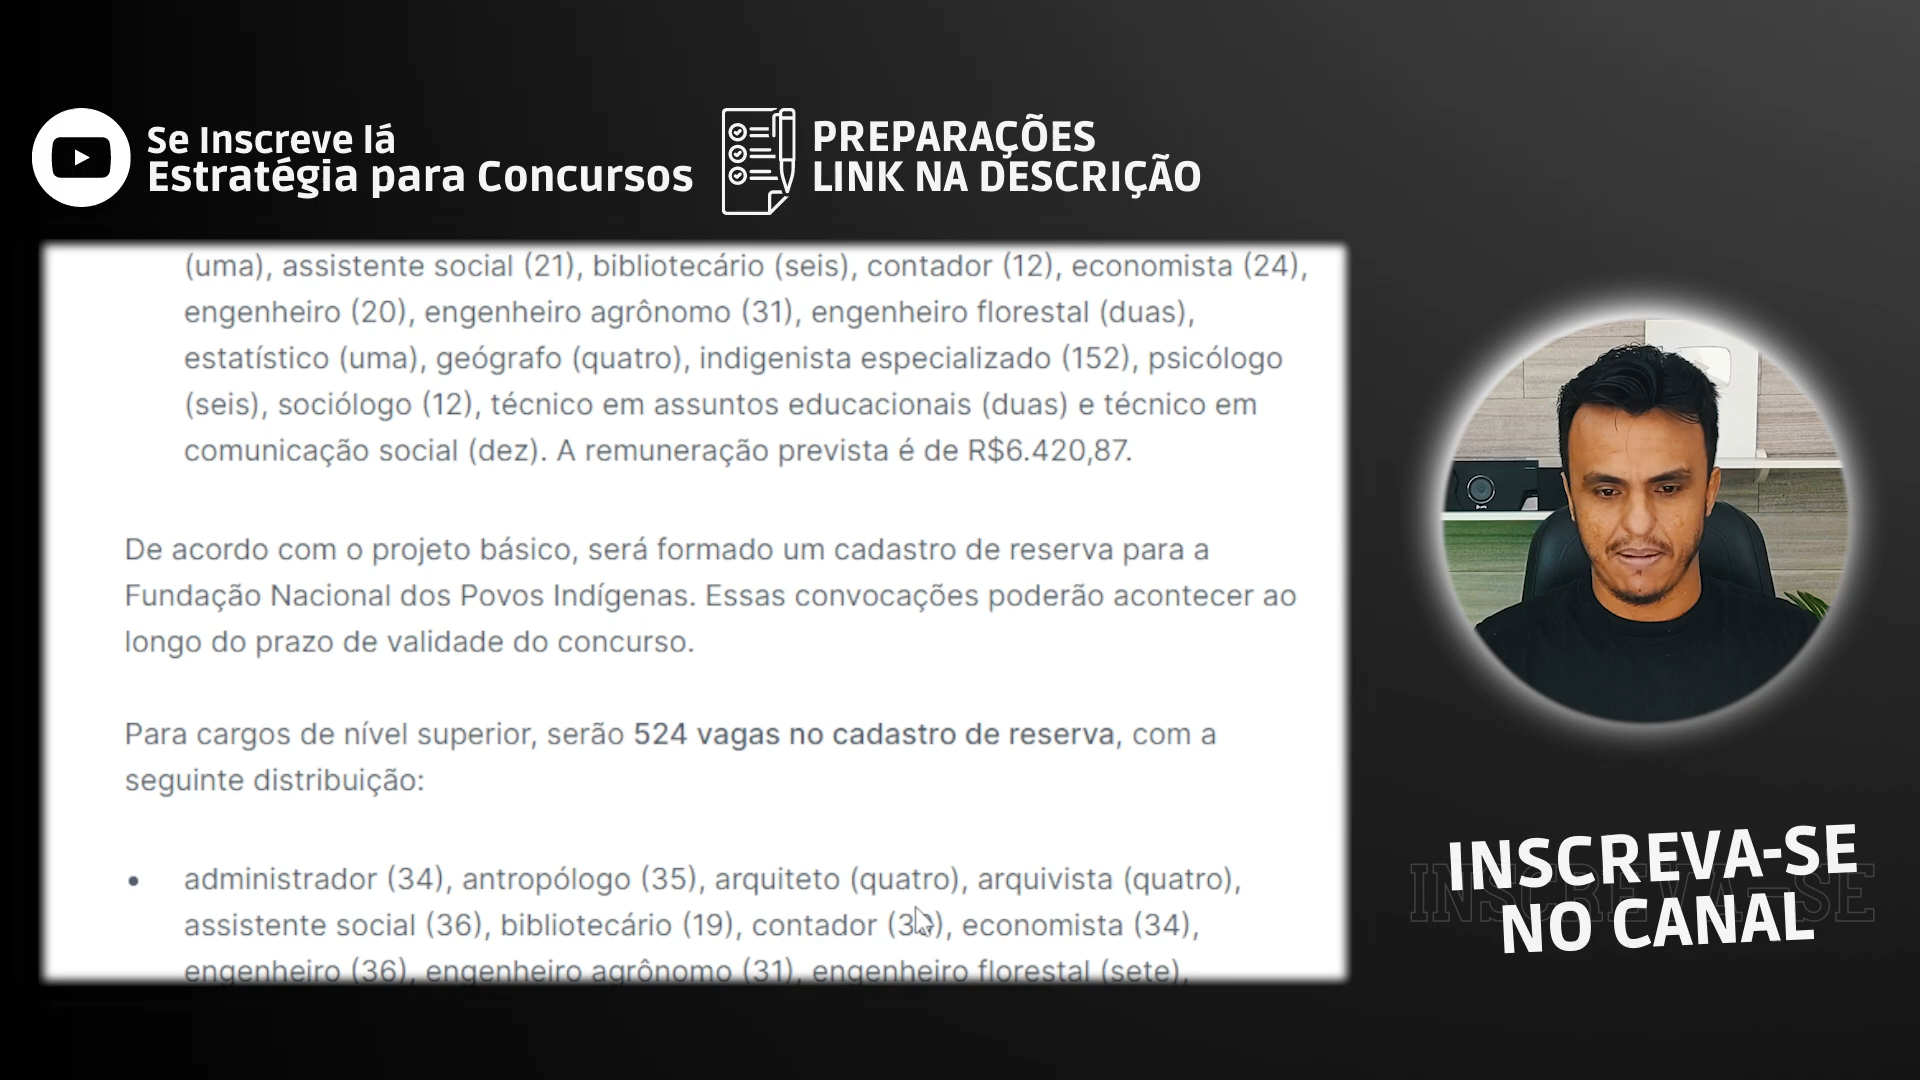 Se Inscreve lá
Estratégia para Concursos
PREPARAÇÕES
LINK NA DESCRIÇÃO
(uma), assistente social (21), bibliotecário (seis), contador (12), economista (24),
engenheiro (20), engenheiro agrônomo (31), engenheiro florestal (duas),
estatístico (uma), geógrafo (quatro), indigenista especializado (152), psicólogo
(seis), sociólogo (12), técnico em assuntos educacionais (duas) e técnico em
comunicação social (dez). A remuneração prevista é de R$6.420,87.
De acordo com o projeto básico, será formado um cadastro de reserva para a
Fundação Nacional dos Povos Indígenas. Essas convocações poderão acontecer ao
longo do prazo de validade do concurso.
Para cargos de nível superior, serão 524 vagas no cadastro de reserva, com a
seguinte distribuição:
• administrador (34), antropólogo (35), arquiteto (quatro), arquivista (quatro),
assistente social (36), bibliotecário (19), contador economista (34),
engenheiro (36), engenheiro agrônomo (31), engenheiro florestal (sete),
INSCREVA-SE
NO CANAL